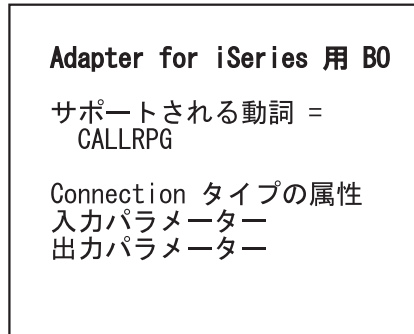 Adapter for iSeries 用 BO
サポートされる動詞 =
CALLRPG
Connection タイプの属性
入力パラメーター
出力パラメーター